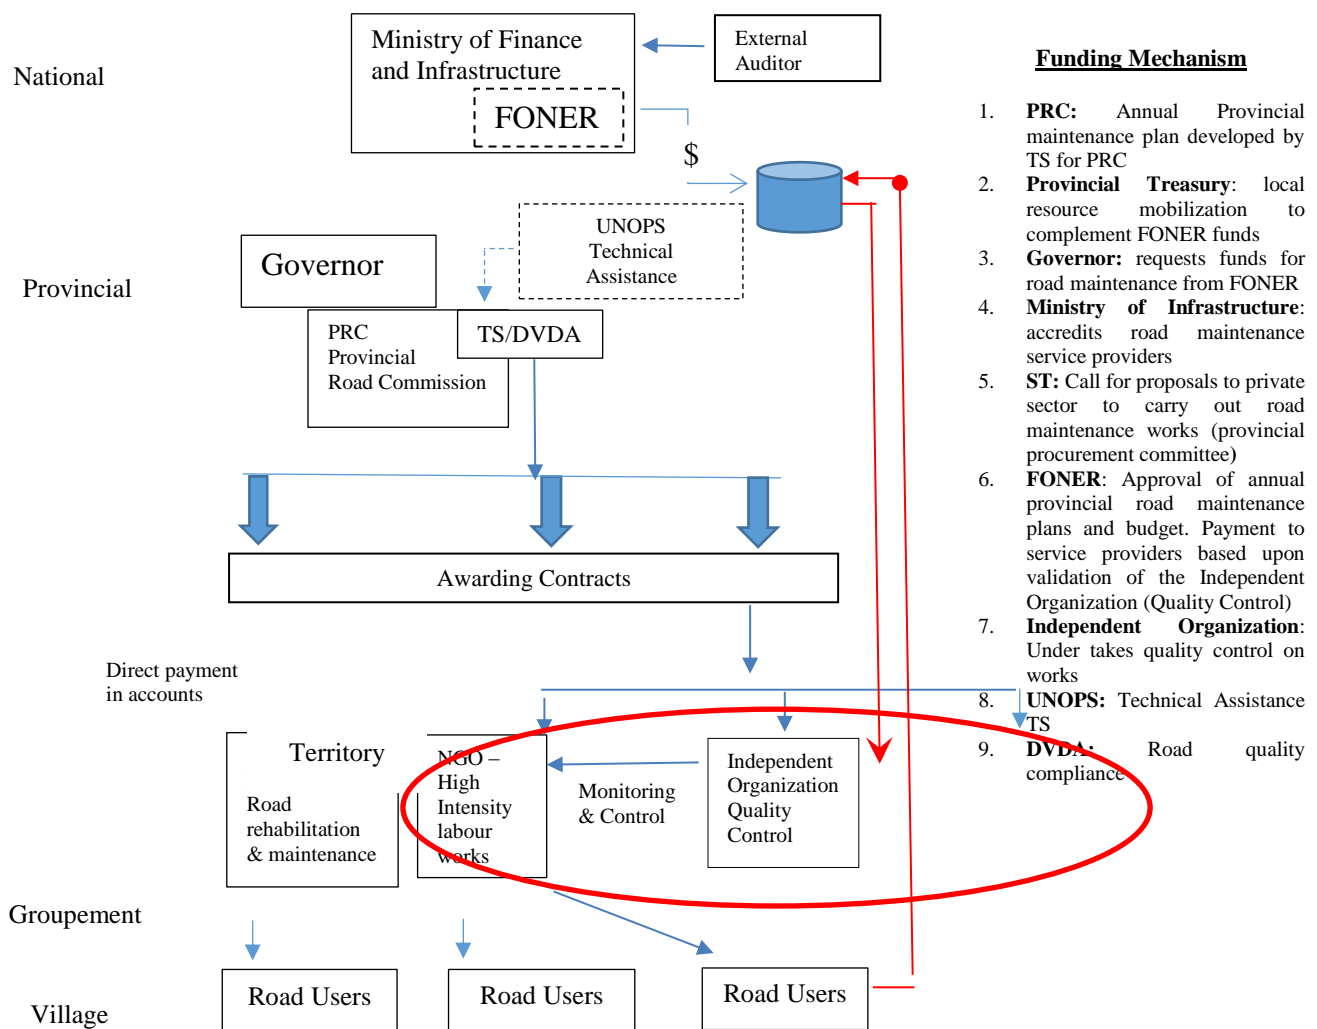 National
Ministry of Finance
and Infrastructure
FONER
External
Auditor
$
UNOPS
Technical
Assistance
Provincial
Governor
PRC
Provincial
Road Commission
TS/DVDA
Awarding Contracts
Direct payment
in accounts
Territory
Road
rehabilitation
& maintenance
NGO –
High
Intensity
labour
works
Monitoring
& Control
Independent
Organization
Quality
Control
Groupement
Village
Road Users
Road Users
Road Users
Funding Mechanism
1. PRC: Annual Provincial
maintenance plan developed by
TS for PRC
2. Provincial Treasury: local
resource mobilization to
complement FONER funds
3. Governor: requests funds for
road maintenance from FONER
4. Ministry of Infrastructure:
accredits road maintenance
service providers
5. ST: Call for proposals to private
sector to carry out road
maintenance works (provincial
procurement committee)
6. FONER: Approval of annual
provincial road maintenance
plans and budget. Payment to
service providers based upon
validation of the Independent
Organization (Quality Control)
7. Independent Organization:
Under takes quality control on
works
8. UNOPS: Technical Assistance
TS
9. DVDA: Road quality
compliance